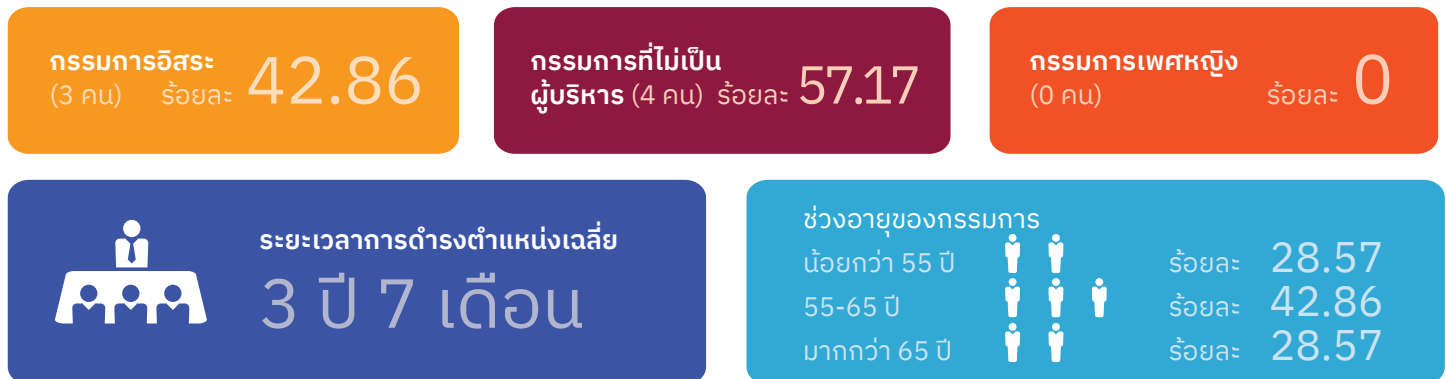 กรรมการอิสระ
(3 คน) ร้อยละ 42.86
กรรมการที่ไม่เป็น
ผู้บริหาร (4 คน) ร้อยละ 57.17
กรรมการเพศหญิง
(0 คน) ร้อยละ 0
ระยะเวลาการดำรงตำแหน่งเฉลี่ย
3 ปี 7 เดือน
ช่วงอายุของกรรมการ
น้อยกว่า 55 ปี ร้อยละ 28.57
55-65 ปี ร้อยละ 42.86
มากกว่า 65 ปี ร้อยละ 28.57